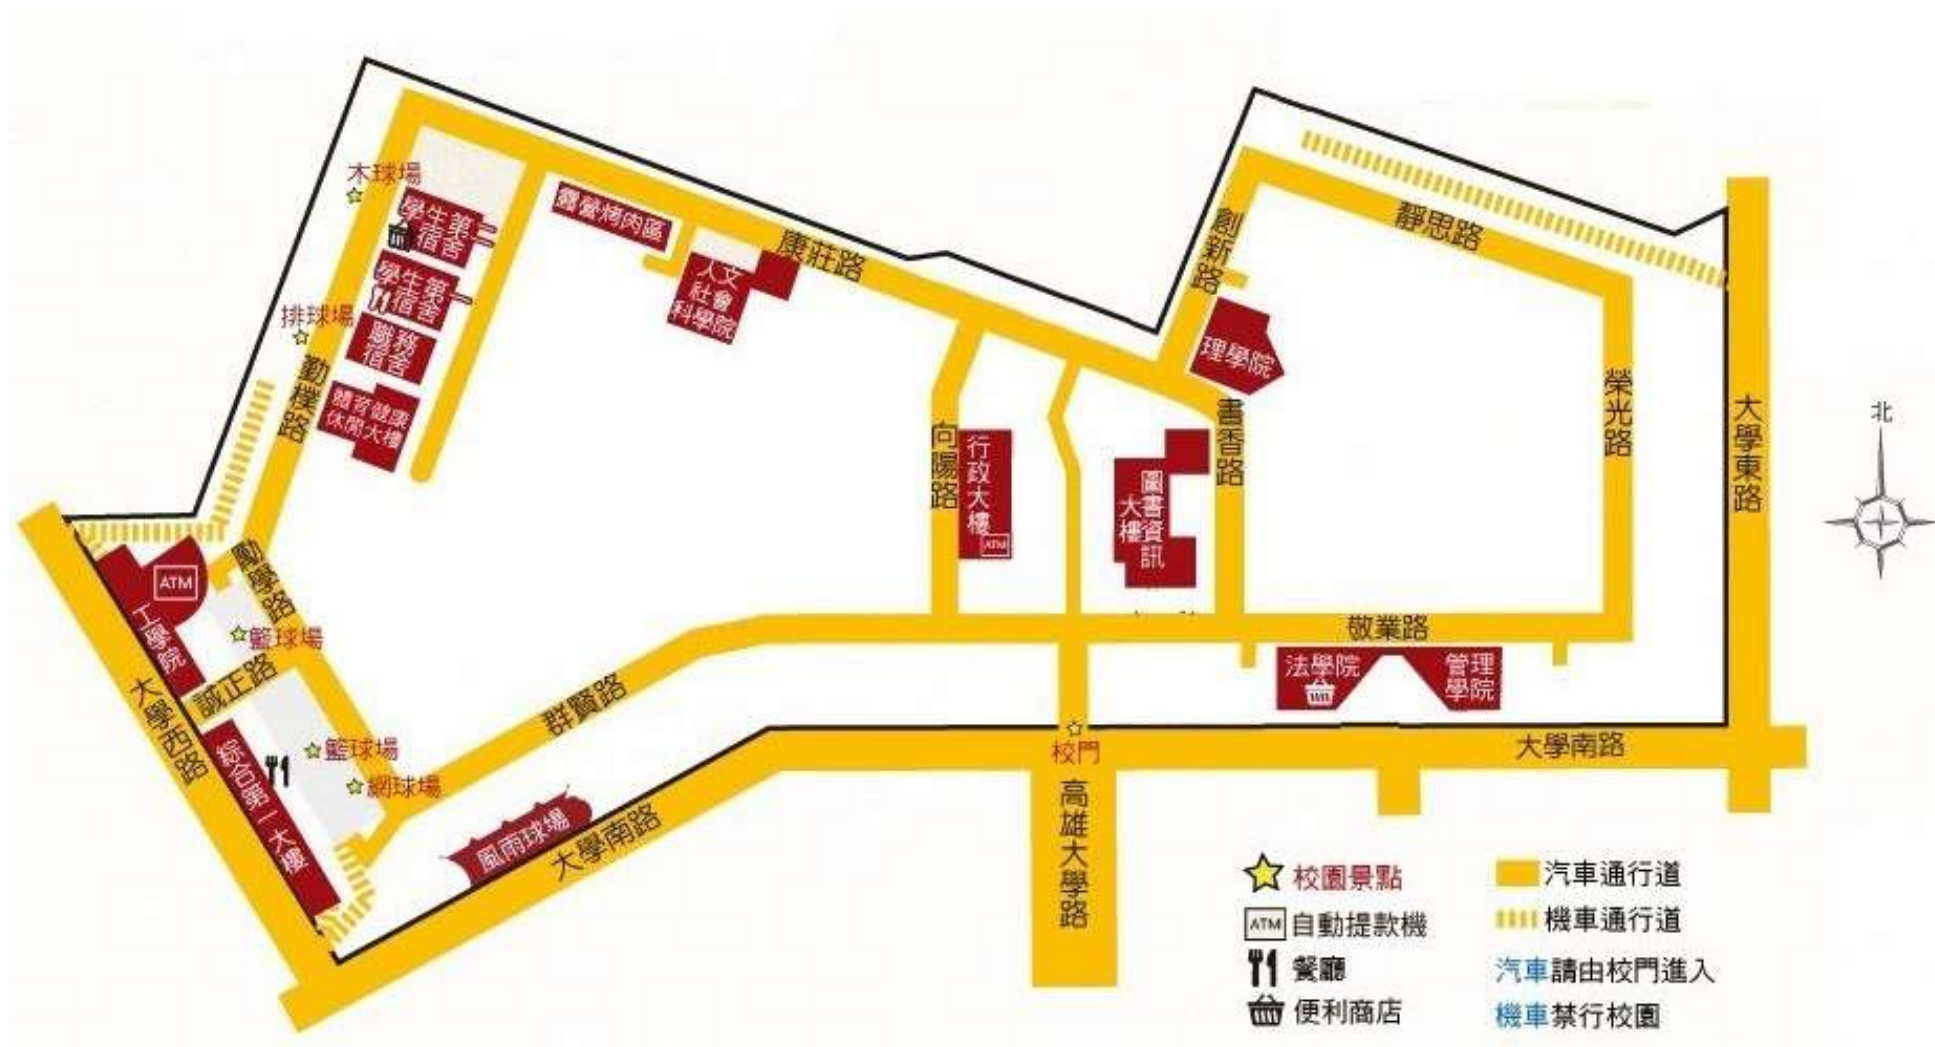 木球場
學生第
宿舍
學生第
宿舍
排球場
職務
宿舍
勤樸路
體育健康
休閒大樓
露營烤肉區
人文
社會
科學院
康莊路
創新路
靜思路
理學院
榮光路
大學東路
北
向陽路
行政大樓
ATM
圖書資訊
大樓
書香路
勵學路
ATM
工學院
籃球場
誠正路
大學西路
籃球場
網球場
綜合第一大樓
群賢路
風雨球場
大學南路
敬業路
法學院
管理
學院
校門
大學南路
高雄大學路
校園景點
ATM 自動提款機
餐廳
便利商店
汽車通行道
機車通行道
汽車請由校門進入
機車禁行校園